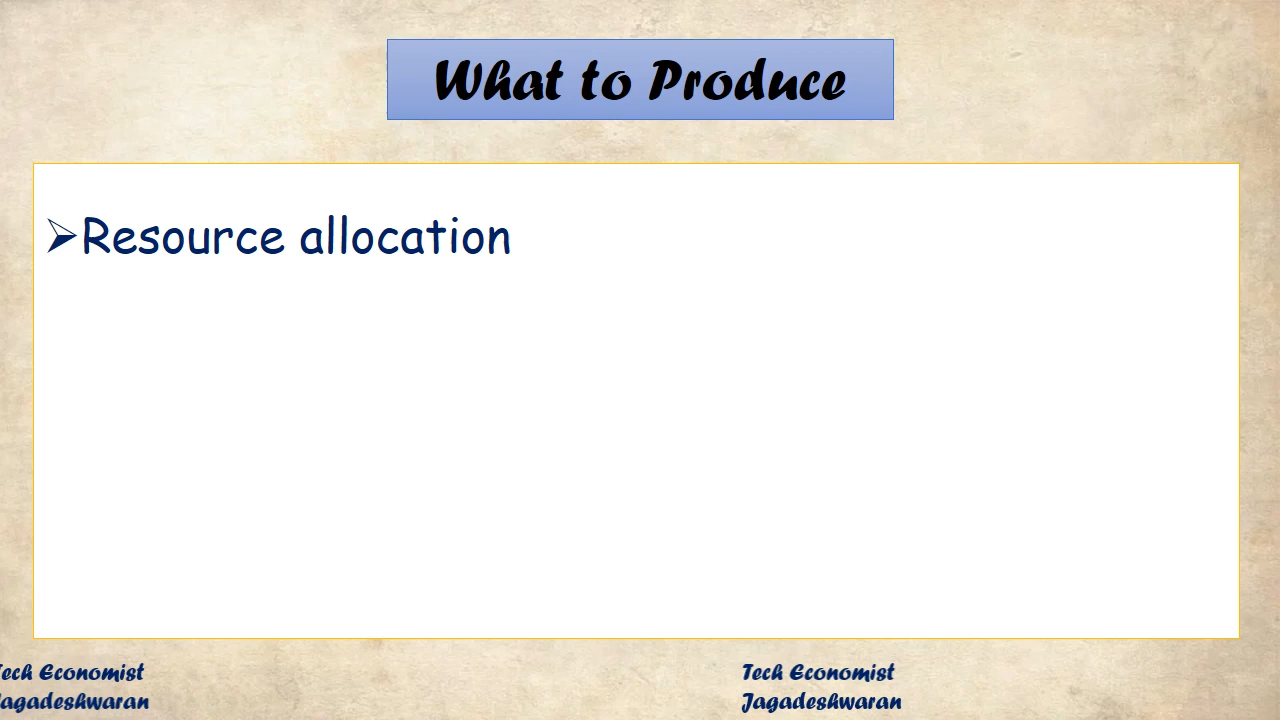 What to Produce
➢Resource allocation
Tech Economist
Jagadeshwaran
Tech Economist
Jagadeshwaran